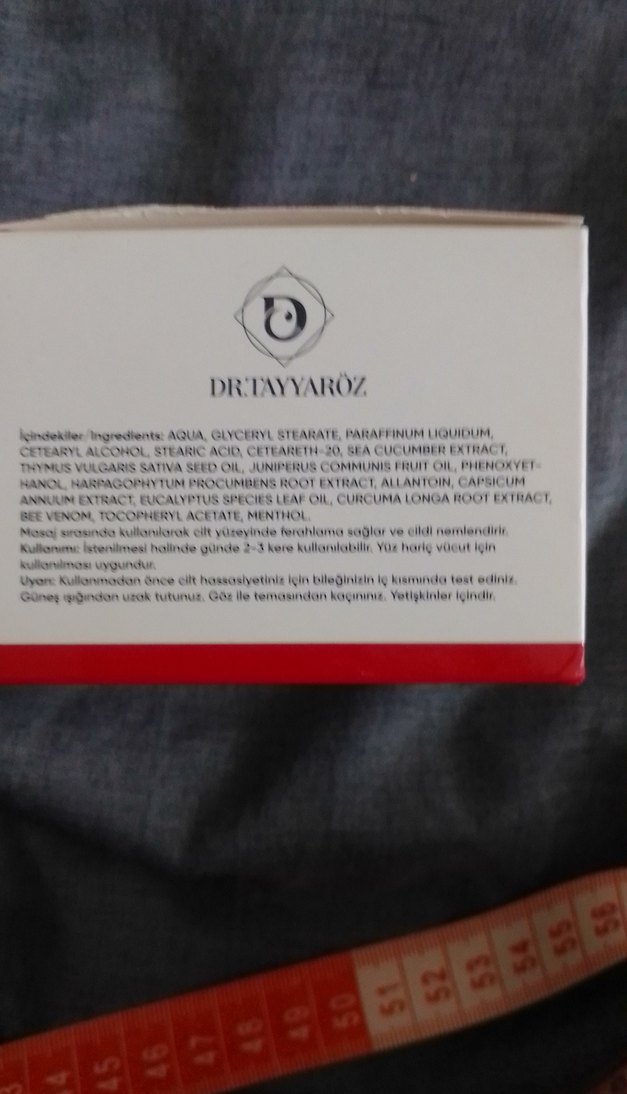 DR.TAYYARÖZ
İçindekiler/Ingredients: AQUA, GLYCERYL STEARATE, PARAFFINUM LIQUIDUM,
CETEARYL ALCOHOL, STEARIC ACID, CETEARETH-20, SEA CUCUMBER EXTRACT,
THYMUS VULGARIS SATIVA SEED OIL, JUNIPERUS COMMUNIS FRUIT OIL, PHENOXYET-
HANOL, HARPAGOPHYTUM PROCUMBENS ROOT EXTRACT, ALLANTOIN, CAPSICUM
ANNUUM EXTRACT, EUCALYPTUS SPECIES LEAF OIL, CURCUMA LONGA ROOT EXTRACT,
BEE VENOM, TOCOPHERYL ACETATE, MENTHOL.
Masaj sırasında kullanılarak cilt yüzeyinde ferahlama sağlar ve cildi nemlendirir.
Kullanımı: İstenilmesi halinde günde 2-3 kere kullanılabilir. Yüz hariç vücut için
kullanılması uygundur.
Uyarı: Kullanmadan önce cilt hassasiyetiniz için bileğinizin iç kısmında test ediniz.
Güneş ışığından uzak tutunuz. Göz ile temasından kaçınınız. Yetişkinler içindir.
45 46 47 48 49 50 51 52 53 54 55 56